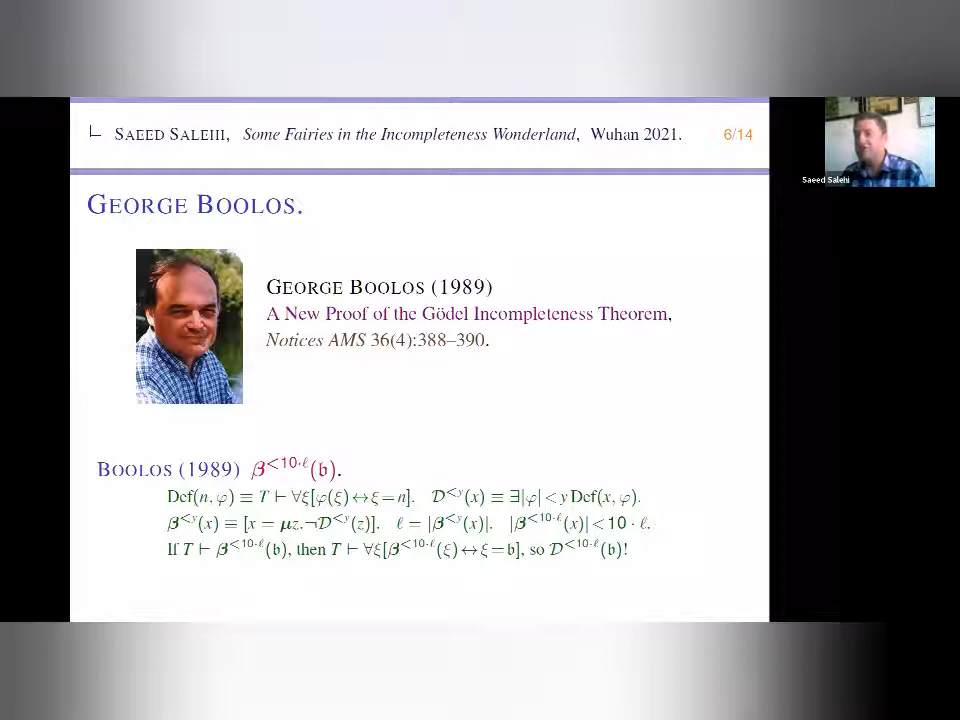 SAEED SALEHI, Some Fairies in the Incompleteness Wonderland, Wuhan 2021. 6/14
Saeed Salehi
GEORGE BOOLOS.
GEORGE BOOLOS (1989)
A New Proof of the Gödel Incompleteness Theorem,
Notices AMS 36(4):388–390.
BOOLOS (1989) 𝜷^{<10·ℓ}(𝔟).
Def(n, φ) ≡ T ⊢ ∀ξ[φ(ξ)↔ξ=n]. 𝒟^{<y}(x) ≡ ∃|φ|<y Def(x, φ).
𝜷^{<y}(x) ≡ [x = 𝝁z.¬𝒟^{<y}(z)]. ℓ = |𝜷^{<y}(x)|. |𝜷^{<10·ℓ}(x)| < 10·ℓ.
If T ⊢ 𝜷^{<10·ℓ}(𝔟), then T ⊢ ∀ξ[𝜷^{<10·ℓ}(ξ)↔ξ=𝔟], so 𝒟^{<10·ℓ}(𝔟)!